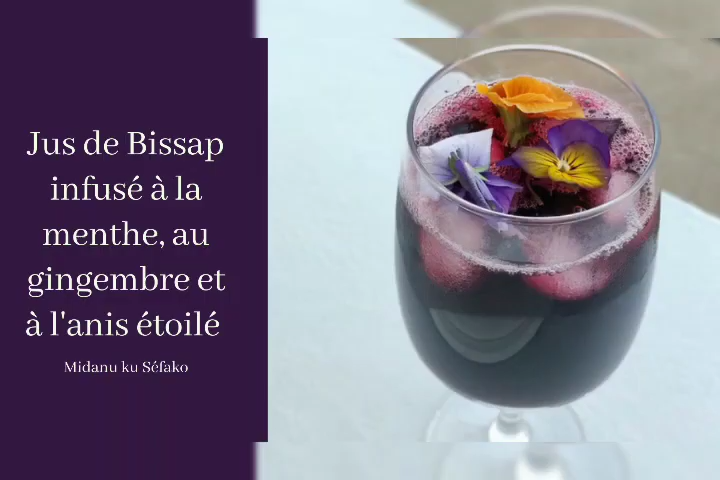 Jus de Bissap
infusé à la
menthe, au
gingembre et
à l'anis étoilé
Midanu ku Séfako